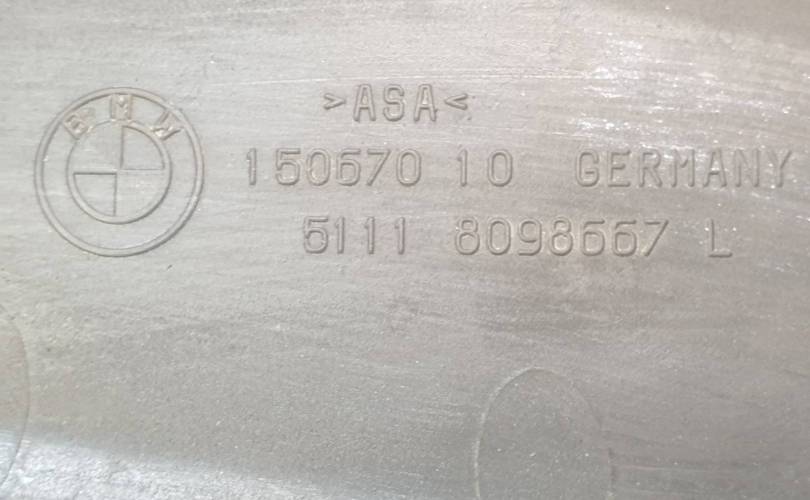 BMW
>ASA<
150670 10 GERMANY
5111 8098667 L